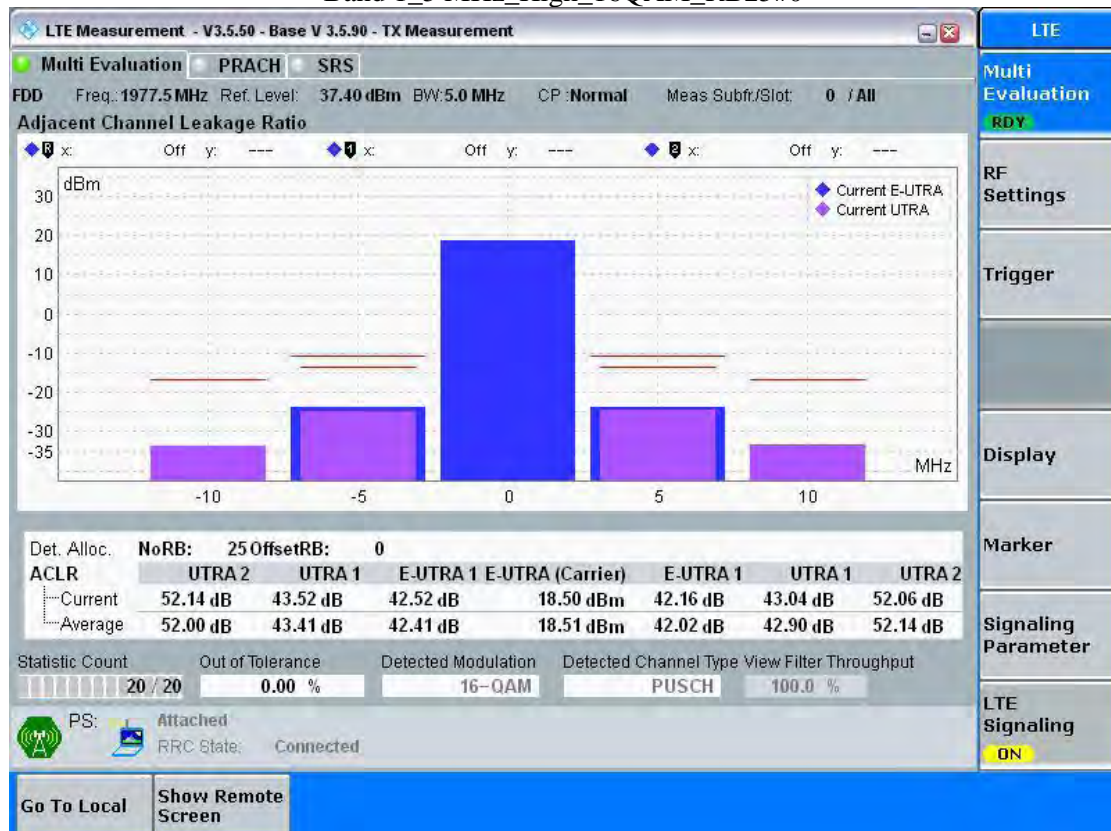 LTE Measurement - V3.5.50 - Base V 3.5.90 - TX Measurement
LTE
Multi Evaluation PRACH SRS
Multi
Evaluation
RDY
FDD Freq.: 1977.5 MHz Ref. Level: 37.40 dBm BW: 5.0 MHz CP :Normal Meas Subfr./Slot: 0 / All
Adjacent Channel Leakage Ratio
R x: Off y: --- 1 x: Off y: --- 2 x: Off y: ---
dBm
Current E-UTRA
Current UTRA
30
20
10
0
-10
-20
-30
-35
MHz
-10 -5 0 5 10
RF
Settings
Trigger
Display
Marker
Signaling
Parameter
LTE
Signaling
ON
Det. Alloc. NoRB: 25 OffsetRB: 0
ACLR UTRA 2 UTRA 1 E-UTRA 1 E-UTRA (Carrier) E-UTRA 1 UTRA 1 UTRA 2
Current 52.14 dB 43.52 dB 42.52 dB 18.50 dBm 42.16 dB 43.04 dB 52.06 dB
Average 52.00 dB 43.41 dB 42.41 dB 18.51 dBm 42.02 dB 42.90 dB 52.14 dB
Statistic Count Out of Tolerance Detected Modulation Detected Channel Type View Filter Throughput
20 / 20 0.00 % 16-QAM PUSCH 100.0 %
PS: Attached
RRC State: Connected
Go To Local
Show Remote
Screen